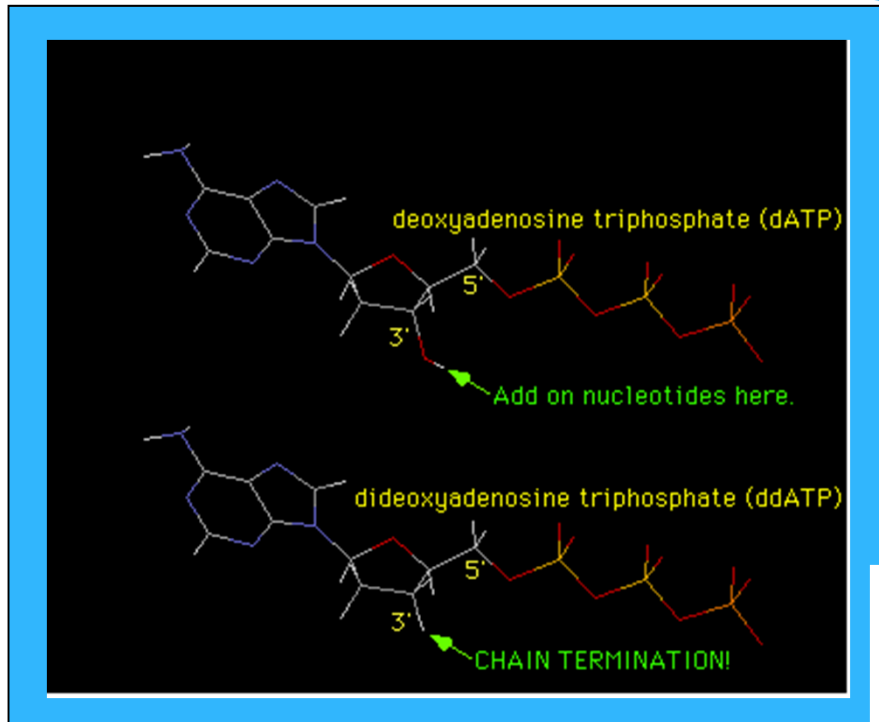 deoxyadenosine triphosphate (dATP)
5'
3'
Add on nucleotides here.
dideoxyadenosine triphosphate (ddATP)
5'
3'
CHAIN TERMINATION!